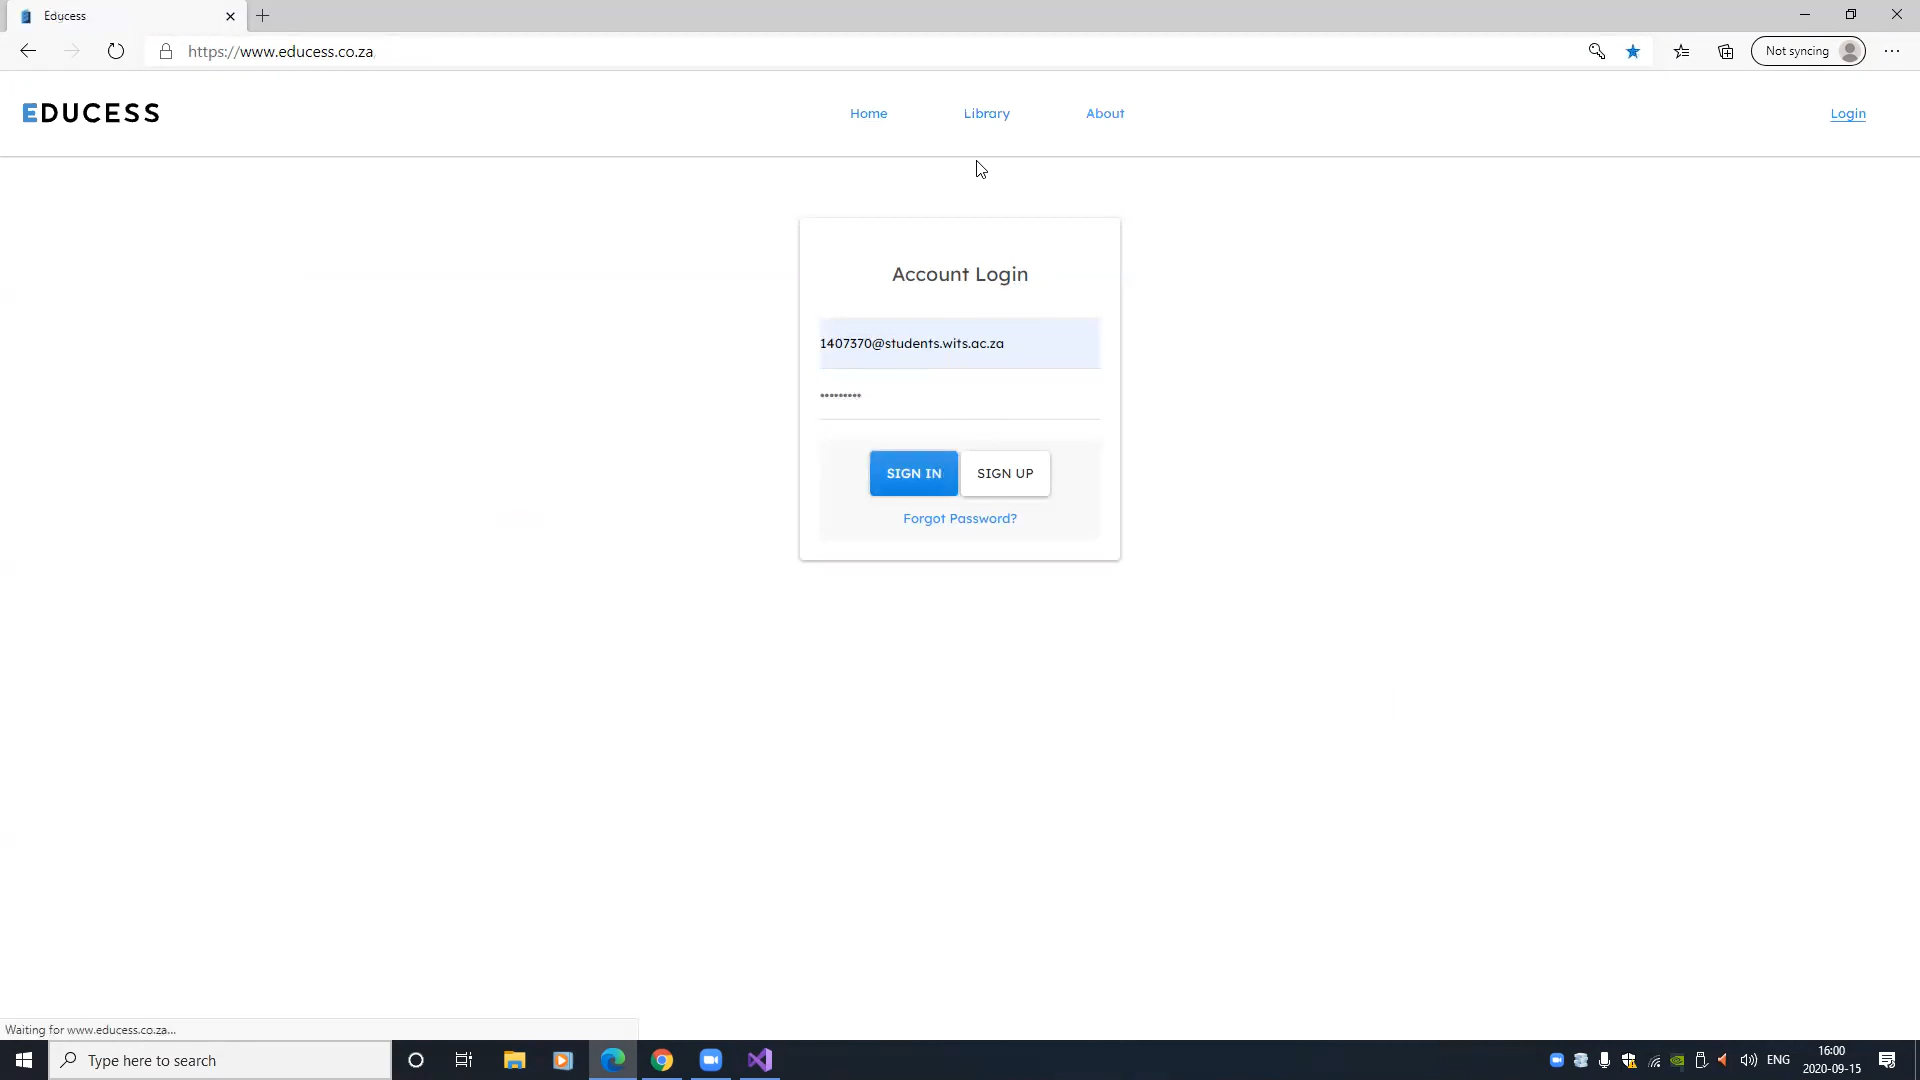 Educess
https://www.educess.co.za
Not syncing
EDUCESS
Home
Library
About
Login
Account Login
1407370@students.wits.ac.za
•••••••••
SIGN IN
SIGN UP
Forgot Password?
Waiting for www.educess.co.za...
Type here to search
ENG
16:00
2020-09-15